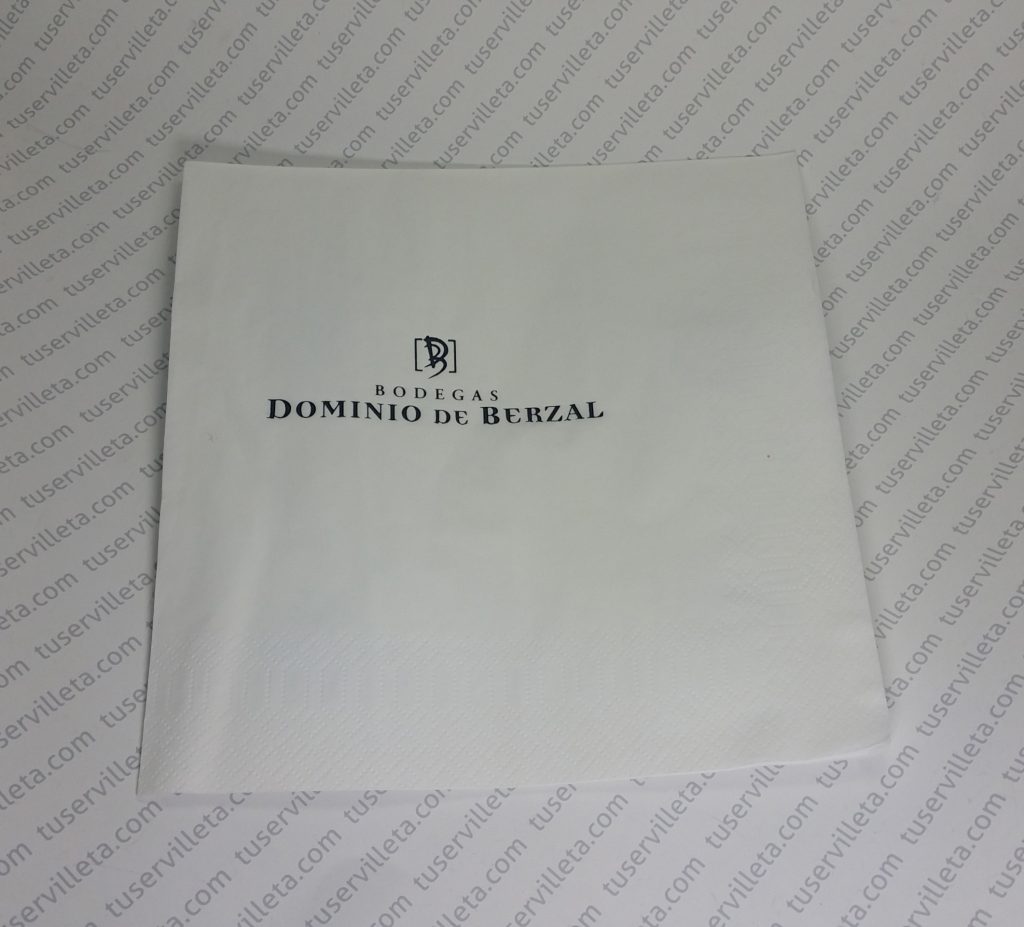 [B]
BODEGAS
DOMINIO DE BERZAL
tuservilleta.com